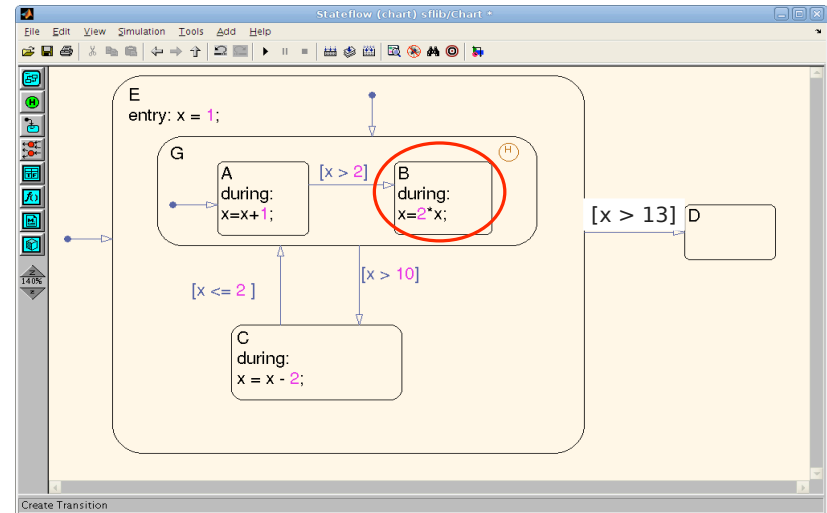 Stateflow (chart) sflib/Chart *
File Edit View Simulation Tools Add Help
E
entry: x = 1;
G
H
A
during:
x=x+1;
[x > 2]
B
during:
x=2*x;
[x > 13]
D
[x <= 2 ]
[x > 10]
C
during:
x = x - 2;
140%
Create Transition